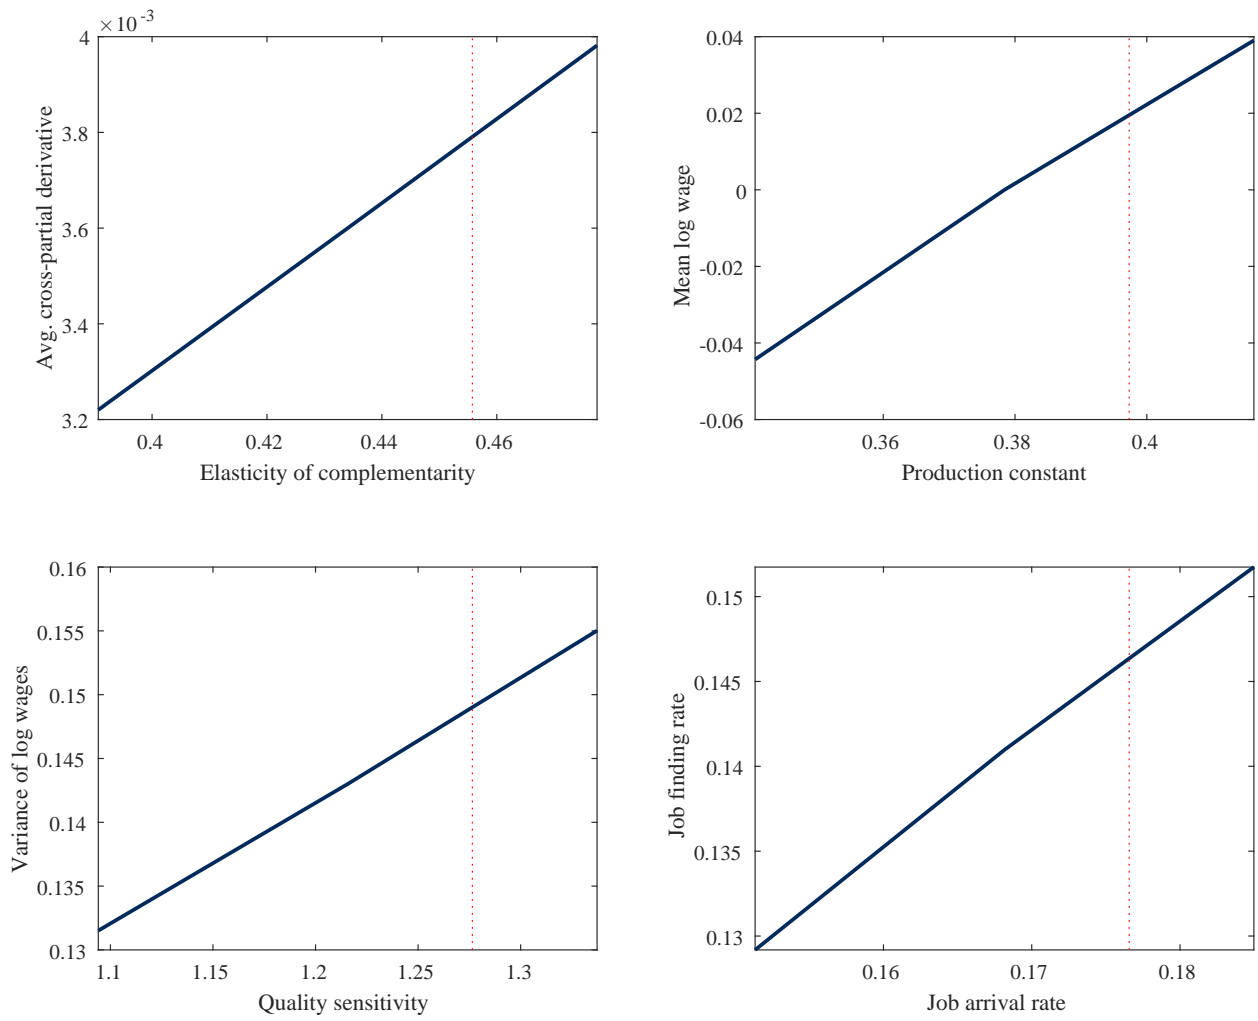 ×10⁻³
4
3.8
3.6
3.4
3.2
Avg. cross-partial derivative
0.4 0.42 0.44 0.46
Elasticity of complementarity
0.04
0.02
0
-0.02
-0.04
-0.06
Mean log wage
0.36 0.38 0.4
Production constant
0.16
0.155
0.15
0.145
0.14
0.135
0.13
Variance of log wages
1.1 1.15 1.2 1.25 1.3
Quality sensitivity
0.15
0.145
0.14
0.135
0.13
Job finding rate
0.16 0.17 0.18
Job arrival rate